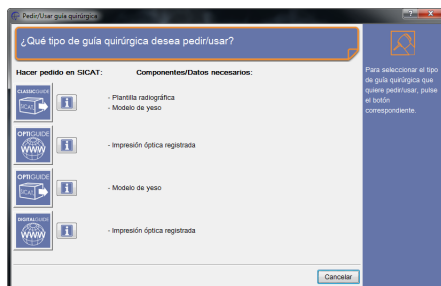 Pedir/Usar guía quirúrgica
¿Qué tipo de guía quirúrgica desea pedir/usar?
Hacer pedido en SICAT:
Componentes/Datos necesarios:
CLASSICGUIDE
SICAT
- Plantilla radiográfica
- Modelo de yeso
OPTIGUIDE
WWW
- Impresión óptica registrada
OPTIGUIDE
SICAT
- Modelo de yeso
DIGITALGUIDE
WWW
- Impresión óptica registrada
Cancelar
Para seleccionar el tipo
de guía quirúrgica que
quiere pedir/usar, pulse
el botón
correspondiente.